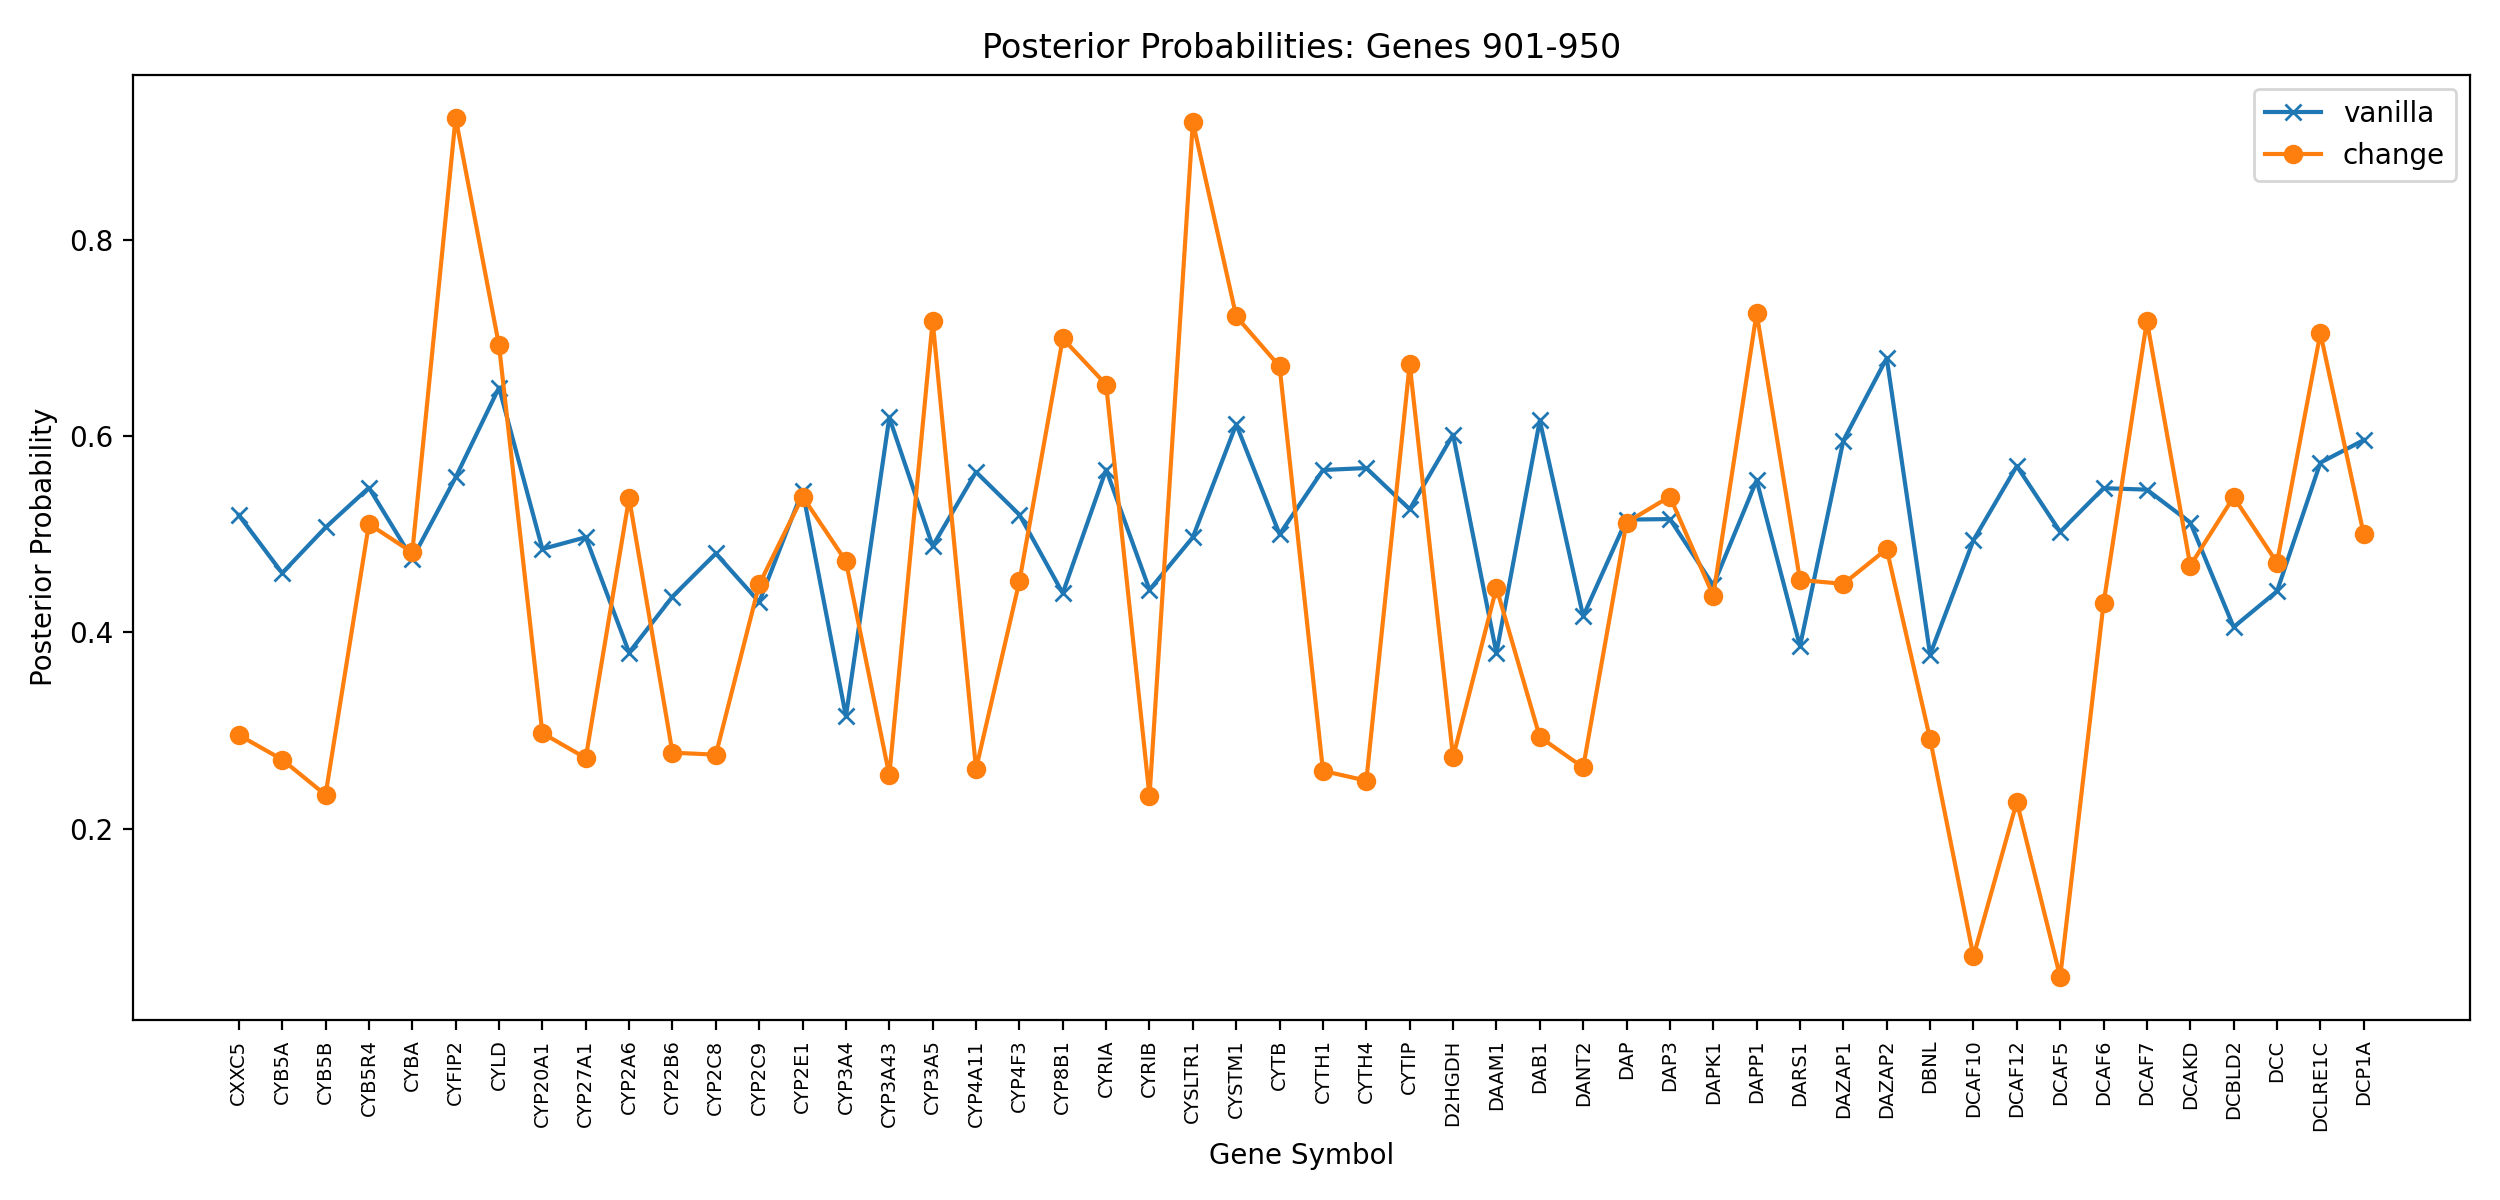 Posterior Probabilities: Genes 901-950
vanilla
change
Posterior Probability
0.8
0.6
0.4
0.2
CXXC5
CYB5A
CYB5B
CYB5R4
CYBA
CYFIP2
CYLD
CYP20A1
CYP27A1
CYP2A6
CYP2B6
CYP2C8
CYP2C9
CYP2E1
CYP3A4
CYP3A43
CYP3A5
CYP4A11
CYP4F3
CYP8B1
CYRIA
CYRIB
CYSLTR1
CYSTM1
CYTB
CYTH1
CYTH4
CYTIP
D2HGDH
DAAM1
DAB1
DANT2
DAP
DAP3
DAPK1
DAPP1
DARS1
DAZAP1
DAZAP2
DBNL
DCAF10
DCAF12
DCAF5
DCAF6
DCAF7
DCAKD
DCBLD2
DCC
DCLRE1C
DCP1A
Gene Symbol